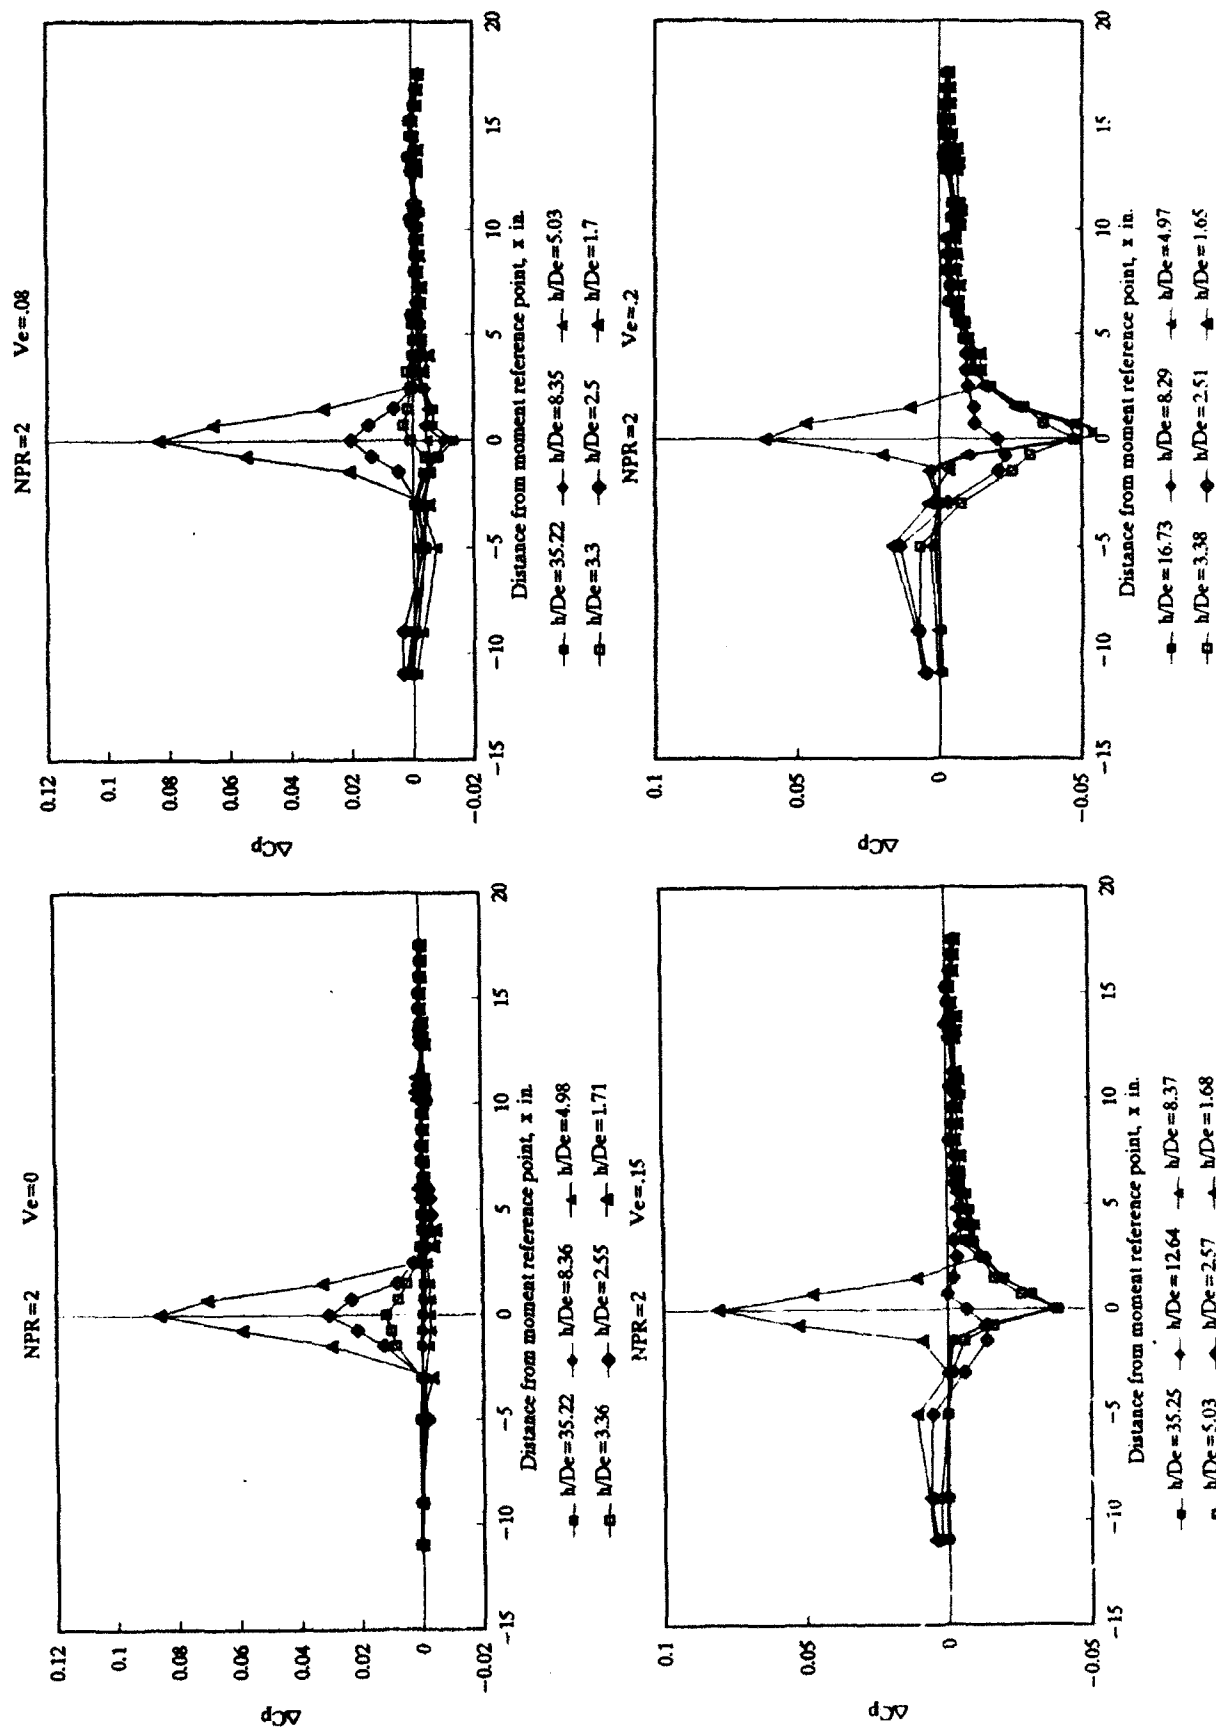 NPR=2 Ve=0
0.12
0.1
0.08
0.06
0.04
0.02
0
-0.02
ΔCp
-15 -10 -5 0 5 10 15 20
Distance from moment reference point, x in.
h/De=35.22 h/De=8.36 h/De=4.98
h/De=3.36 h/De=2.55 h/De=1.71
NPR=2 Ve=.08
0.12
0.1
0.08
0.06
0.04
0.02
0
-0.02
ΔCp
-15 -10 -5 0 5 10 15 20
Distance from moment reference point, x in.
h/De=35.22 h/De=8.35 h/De=5.03
h/De=3.3 h/De=2.5 h/De=1.7
NPR=2 Ve=.15
0.1
0.05
0
-0.05
ΔCp
-15 -10 -5 0 5 10 15 20
Distance from moment reference point, x in.
h/De=35.25 h/De=12.64 h/De=8.37
h/De=5.03 h/De=2.57 h/De=1.68
NPR=2 Ve=.2
0.1
0.05
0
-0.05
ΔCp
-15 -10 -5 0 5 10 15 20
Distance from moment reference point, x in.
h/De=16.73 h/De=8.29 h/De=4.97
h/De=3.38 h/De=2.51 h/De=1.65